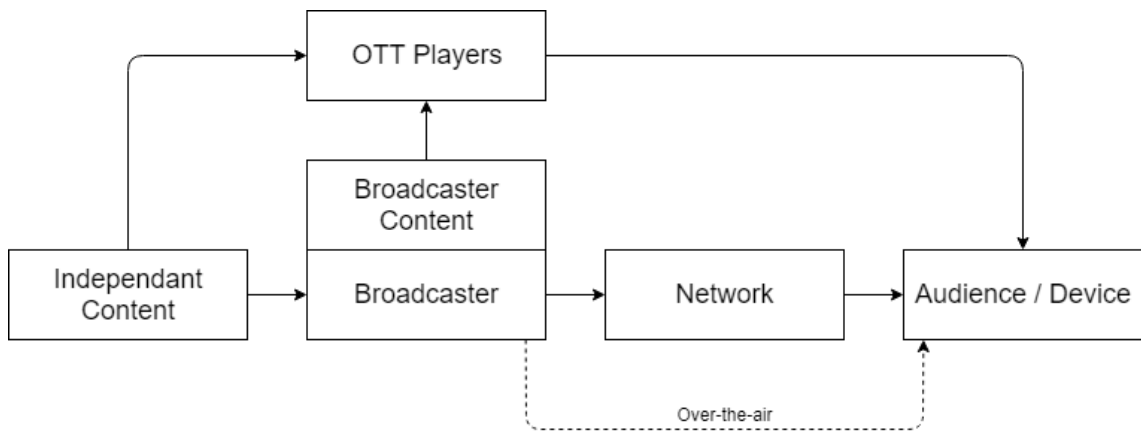 OTT Players
Broadcaster
Content
Independant
Content
Broadcaster
Network
Audience / Device
Over-the-air